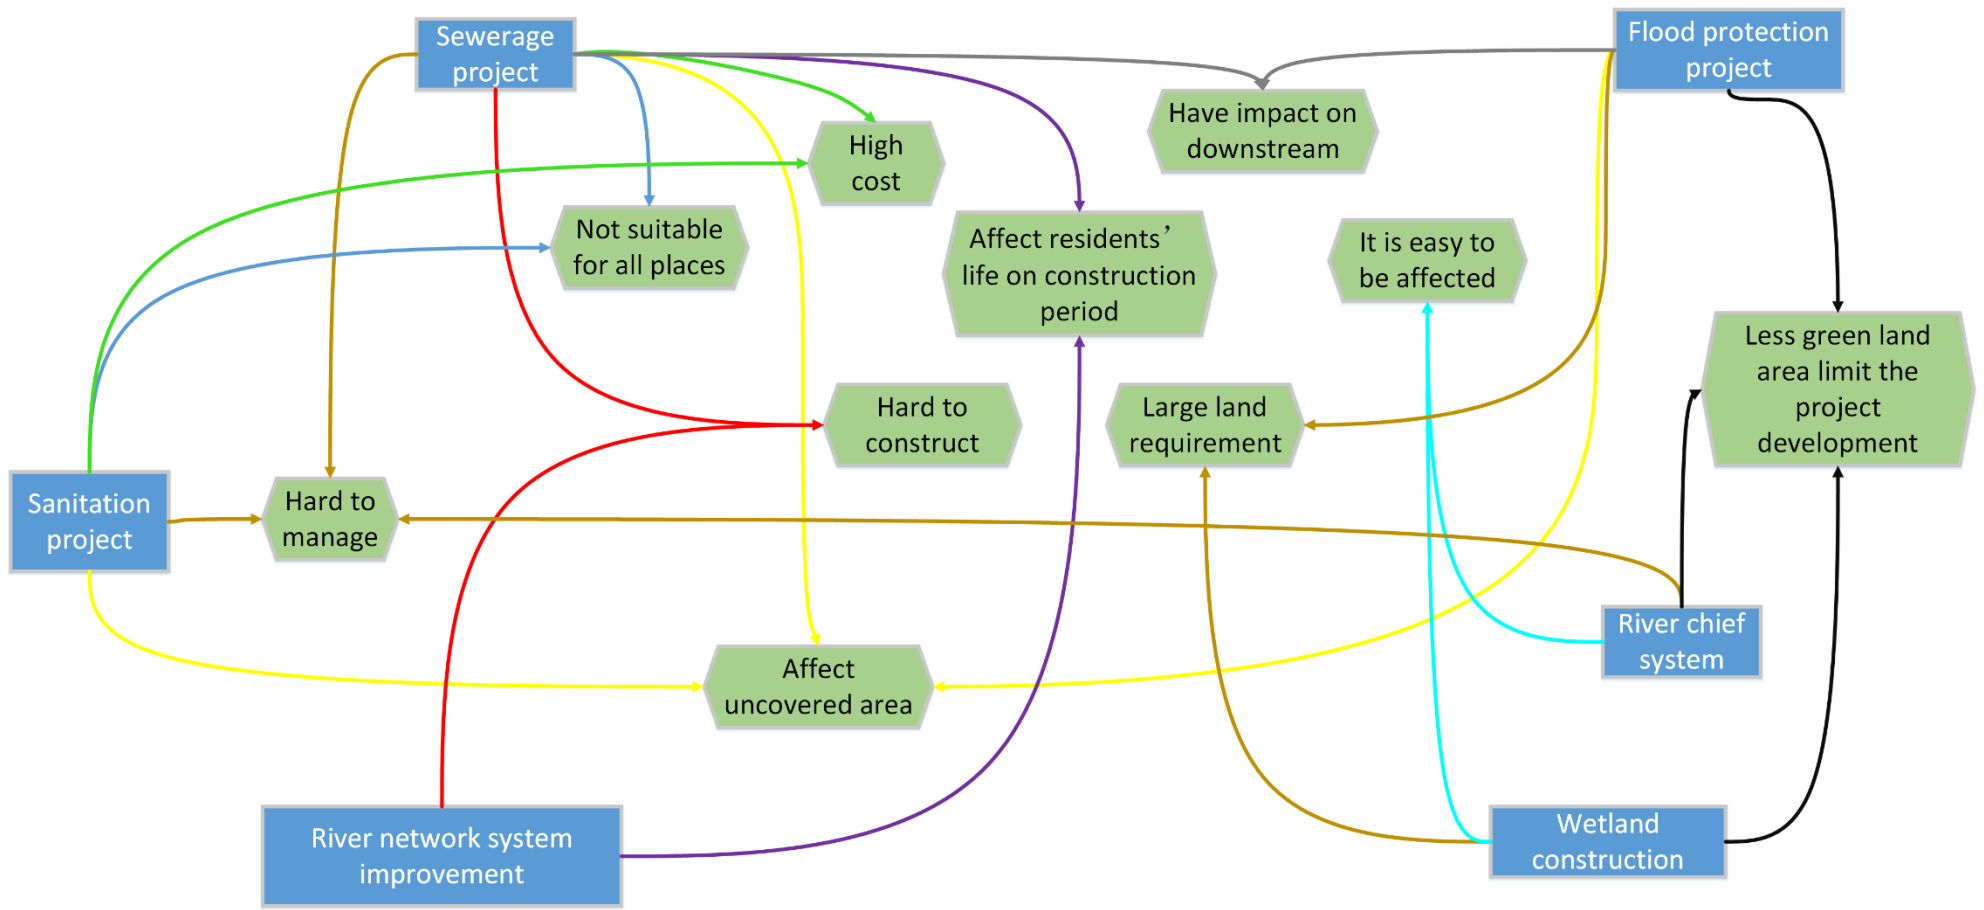 Sewerage
project
Flood protection
project
Have impact on
downstream
High
cost
Not suitable
for all places
Affect residents’
life on construction
period
It is easy to
be affected
Less green land
area limit the
project
development
Hard to
construct
Large land
requirement
Sanitation
project
Hard to
manage
River chief
system
Affect
uncovered area
River network system
improvement
Wetland
construction